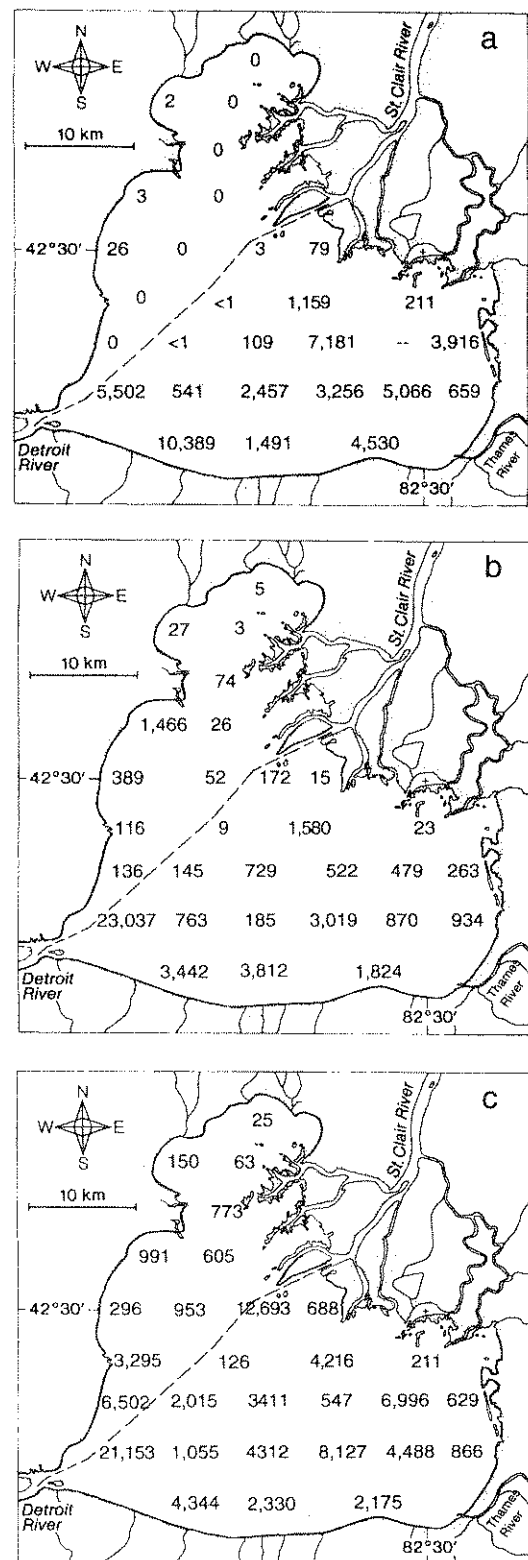 a
N
W E
S
10 km
St. Clair River
0
2 0
0
3 0
42°30′ 26 0 3 79
0 <1 1,159 211
0 <1 109 7,181 -- 3,916
5,502 541 2,457 3,256 5,066 659
10,389 1,491 4,530
Detroit
River
Thames
River
82°30′
b
N
W E
S
10 km
St. Clair River
5
--
27 3
74
1,466 26
42°30′ 389 52 172 15
116 9 1,580 23
136 145 729 522 479 263
23,037 763 185 3,019 870 934
3,442 3,812 1,824
Detroit
River
Thames
River
82°30′
c
N
W E
S
10 km
St. Clair River
25
--
150 63
773
991 605
42°30′ 296 953 12,693 688
3,295 126 4,216 211
6,502 2,015 3411 547 6,996 629
21,153 1,055 4312 8,127 4,488 866
4,344 2,330 2,175
Detroit
River
Thames
River
82°30′